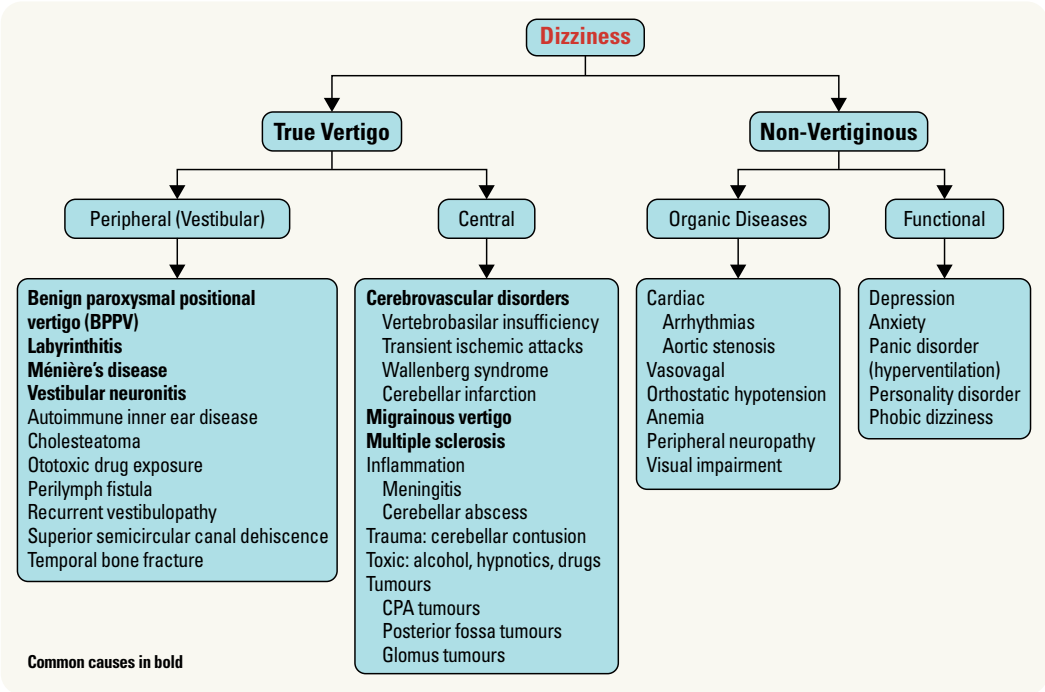 Dizziness
True Vertigo
Non-Vertiginous
Peripheral (Vestibular)
Central
Organic Diseases
Functional
Benign paroxysmal positional
vertigo (BPPV)
Labyrinthitis
Ménière's disease
Vestibular neuronitis
Autoimmune inner ear disease
Cholesteatoma
Ototoxic drug exposure
Perilymph fistula
Recurrent vestibulopathy
Superior semicircular canal dehiscence
Temporal bone fracture
Cerebrovascular disorders
Vertebrobasilar insufficiency
Transient ischemic attacks
Wallenberg syndrome
Cerebellar infarction
Migrainous vertigo
Multiple sclerosis
Inflammation
Meningitis
Cerebellar abscess
Trauma: cerebellar contusion
Toxic: alcohol, hypnotics, drugs
Tumours
CPA tumours
Posterior fossa tumours
Glomus tumours
Cardiac
Arrhythmias
Aortic stenosis
Vasovagal
Orthostatic hypotension
Anemia
Peripheral neuropathy
Visual impairment
Depression
Anxiety
Panic disorder
(hyperventilation)
Personality disorder
Phobic dizziness
Common causes in bold